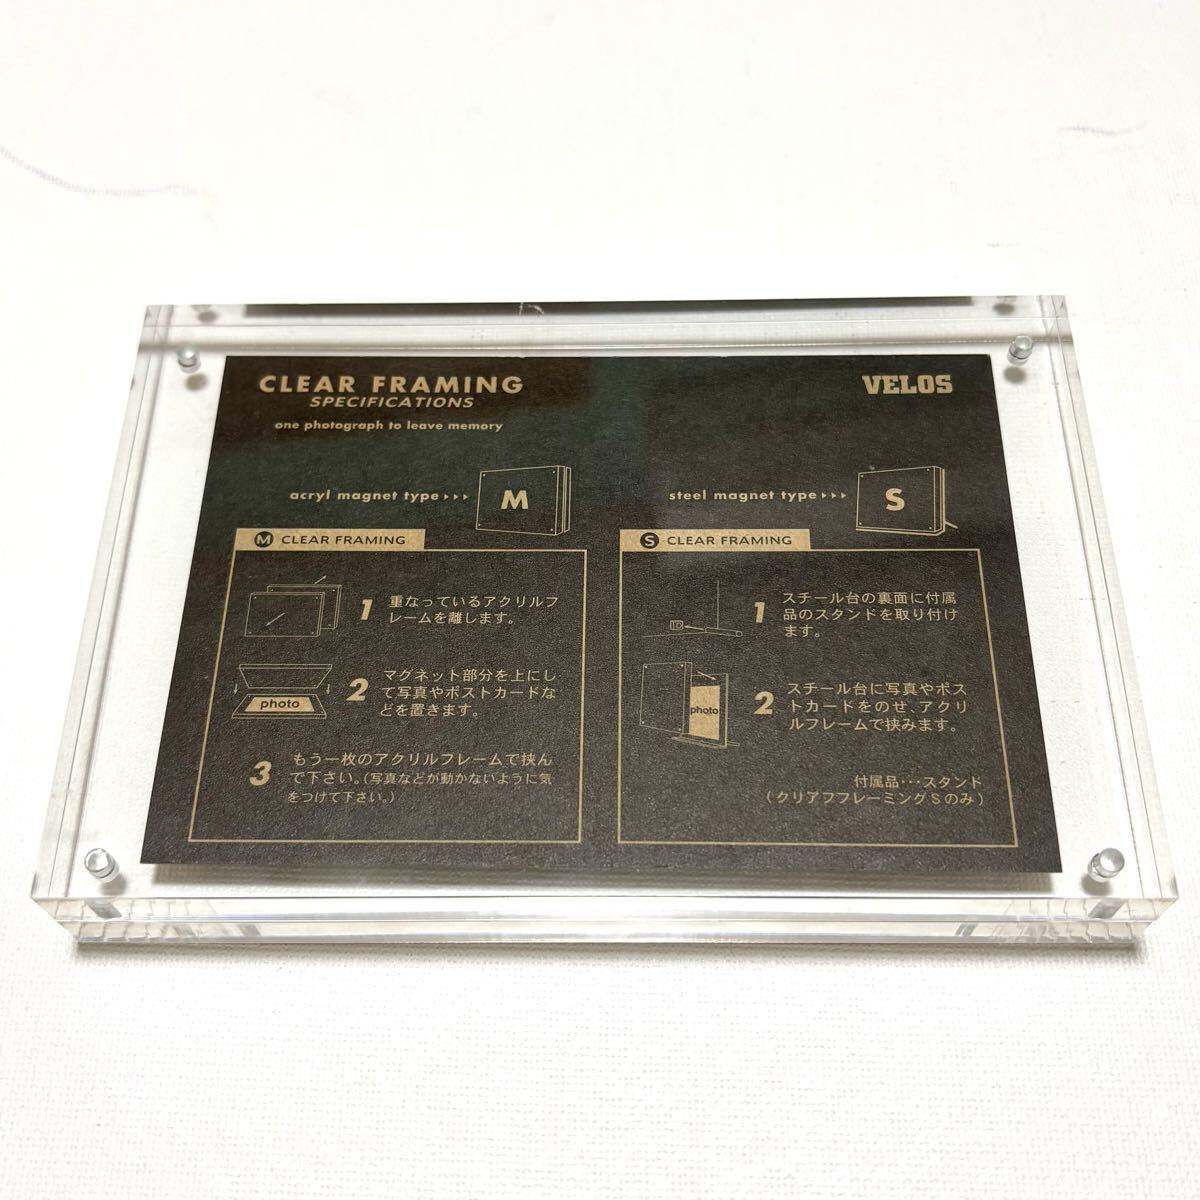 CLEAR FRAMING
SPECIFICATIONS
one photograph to leave memory
VELOS
acryl magnet type
M
M CLEAR FRAMING
1 重なっているアクリルフ
レームを離します。
photo
2 マグネット部分を上にし
て写真やポストカードな
どを置きます。
3 もう一枚のアクリルフレームで挟ん
で下さい。(写真などが動かないように気
をつけて下さい。)
steel magnet type
S
S CLEAR FRAMING
1 スチール台の裏面に付属
品のスタンドを取り付け
ます。
photo
2 スチール台に写真やポス
トカードをのせ、アクリ
ルフレームで挟みます。
付属品･･･スタンド
(クリアフフレーミングSのみ)